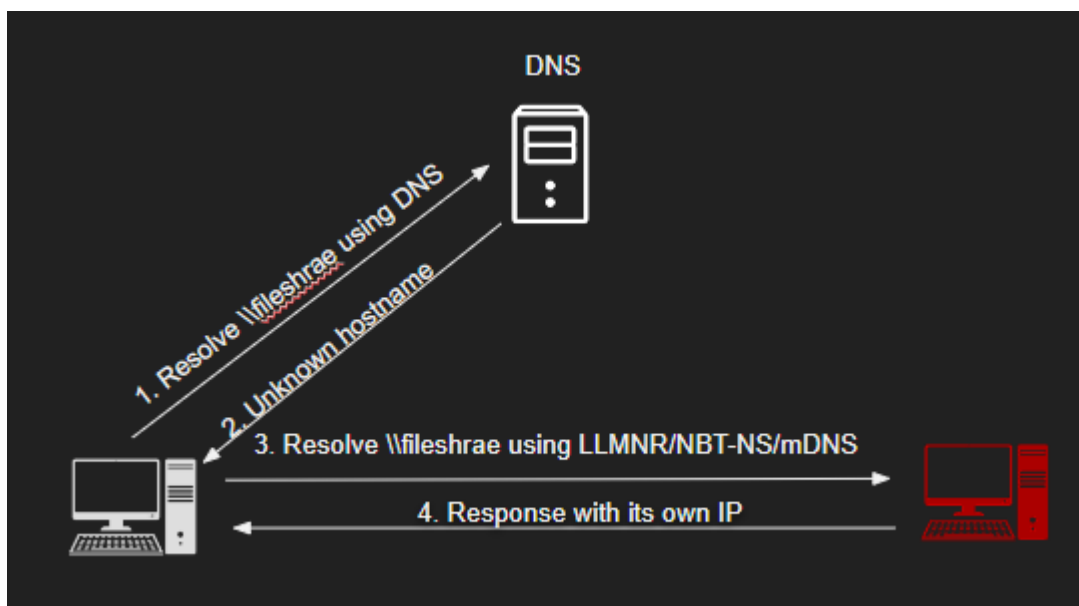 DNS
1. Resolve \\fileshrae using DNS
2. Unknown hostname
3. Resolve \\fileshrae using LLMNR/NBT-NS/mDNS
4. Response with its own IP